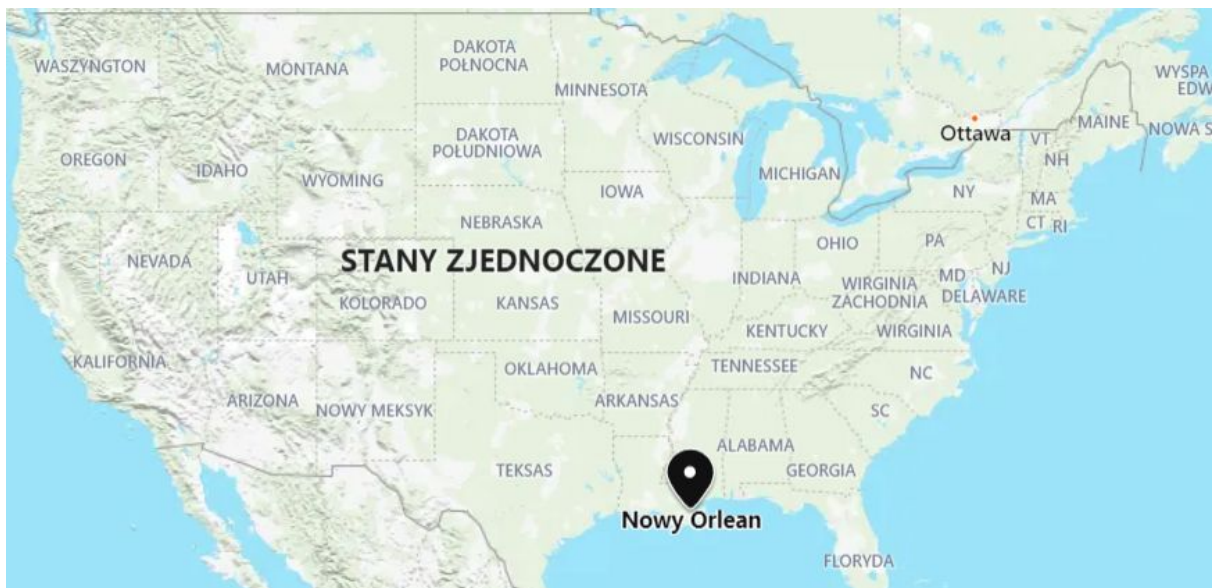 WASZYNGTON
MONTANA
DAKOTA
PÓŁNOCNA
MINNESOTA
WYSPA
EDW
OREGON
IDAHO
WYOMING
DAKOTA
POŁUDNIOWA
WISCONSIN
MICHIGAN
Ottawa
VT
NH
MAINE
NOWA S
IOWA
NEBRASKA
NY
MA
CT RI
NEVADA
UTAH
STANY ZJEDNOCZONE
KOLORADO
KANSAS
MISSOURI
INDIANA
OHIO
PA
NJ
MD
DELAWARE
WIRGINIA
ZACHODNIA
KENTUCKY
WIRGINIA
KALIFORNIA
ARIZONA
NOWY MEKSYK
OKLAHOMA
ARKANSAS
TENNESSEE
NC
SC
TEKSAS
ALABAMA
GEORGIA
Nowy Orlean
FLORYDA